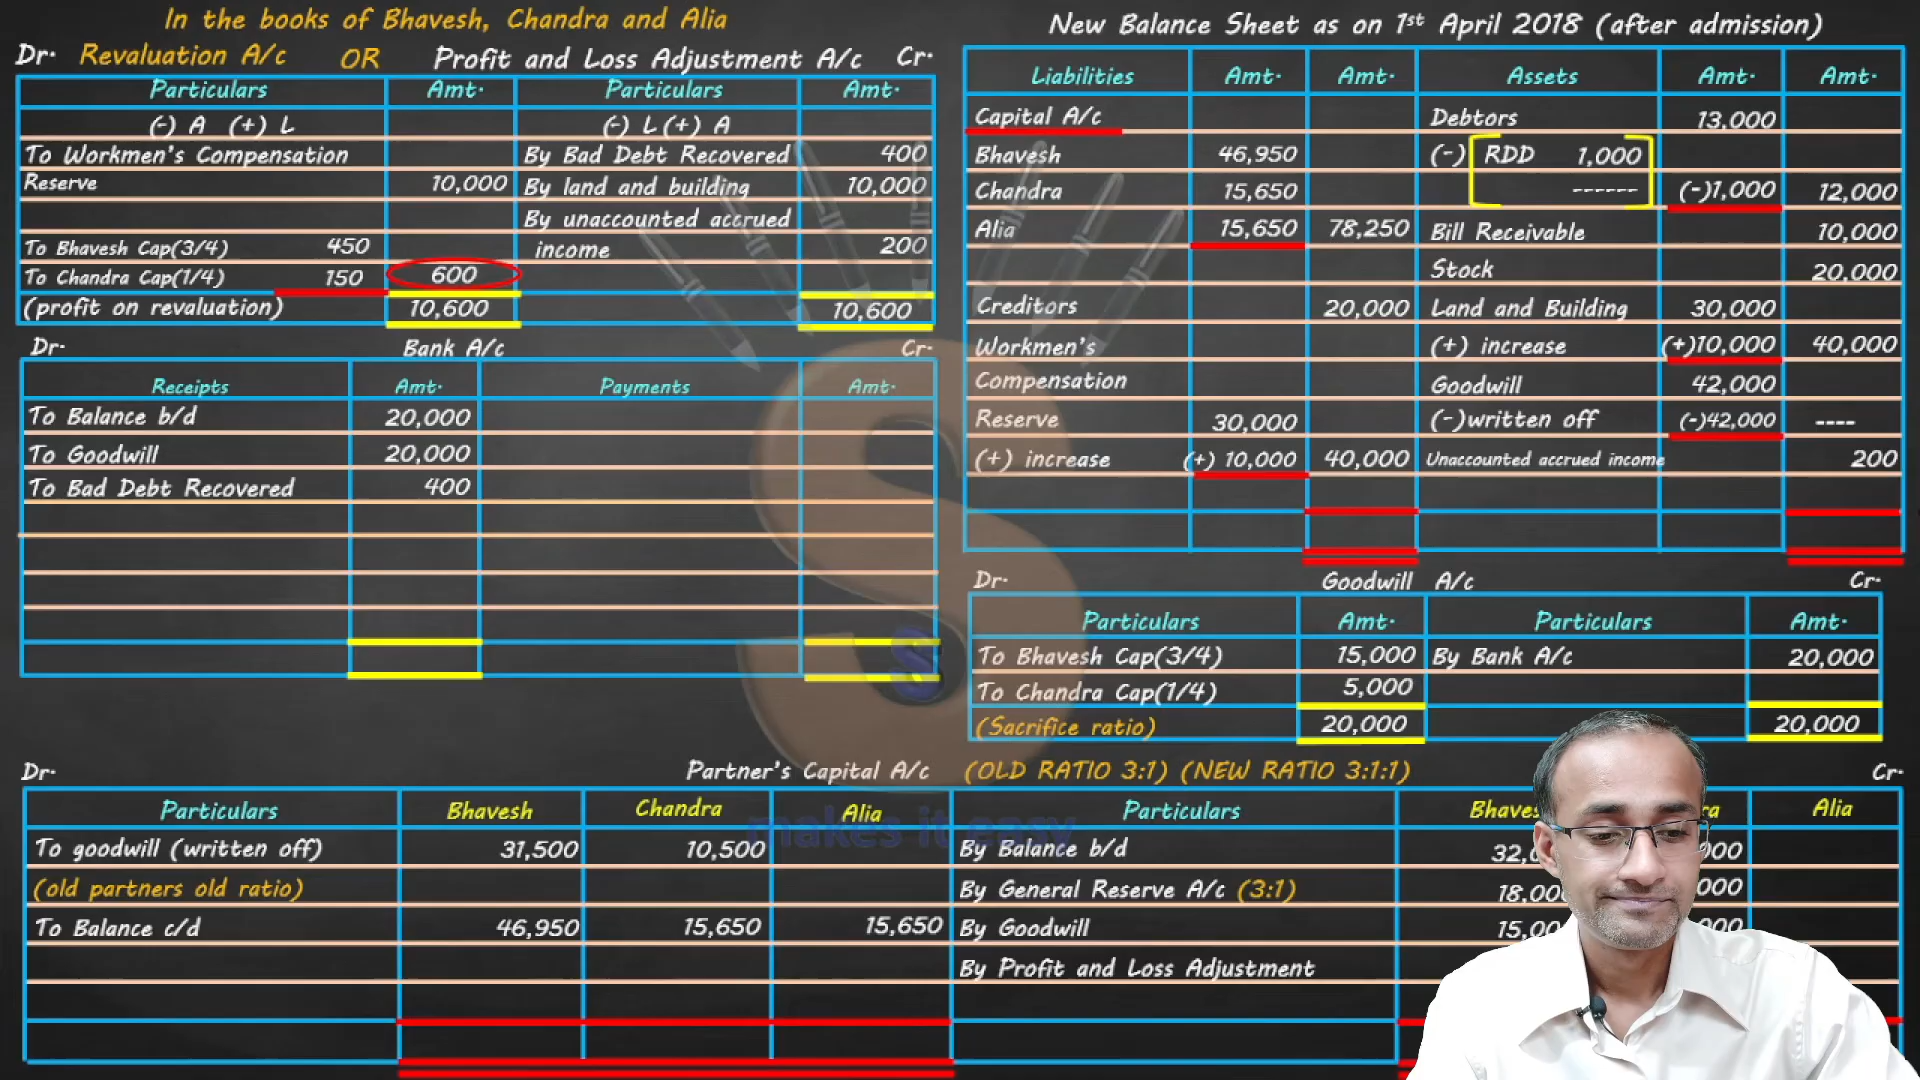 In the books of Bhavesh, Chandra and Alia
Dr. Revaluation A/c OR Profit and Loss Adjustment A/c Cr.
Particulars Amt. Particulars Amt.
(-) A (+) L (-) L (+) A
To Workmen's Compensation By Bad Debt Recovered 400
Reserve 10,000 By land and building 10,000
By unaccounted accrued
To Bhavesh Cap(3/4) 450 income 200
To Chandra Cap(1/4) 150 600
(profit on revaluation) 10,600 10,600
Dr. Bank A/c Cr.
Receipts Amt. Payments Amt.
To Balance b/d 20,000
To Goodwill 20,000
To Bad Debt Recovered 400
New Balance Sheet as on 1st April 2018 (after admission)
Liabilities Amt. Amt. Assets Amt. Amt.
Capital A/c Debtors 13,000
Bhavesh 46,950 (-) RDD 1,000
Chandra 15,650 ------ (-)1,000 12,000
Alia 15,650 78,250 Bill Receivable 10,000
Stock 20,000
Creditors 20,000 Land and Building 30,000
Workmen's (+) increase (+)10,000 40,000
Compensation Goodwill 42,000
Reserve 30,000 (-)written off (-)42,000 ----
(+) increase (+) 10,000 40,000 Unaccounted accrued income 200
Dr. Goodwill A/c Cr.
Particulars Amt. Particulars Amt.
To Bhavesh Cap(3/4) 15,000 By Bank A/c 20,000
To Chandra Cap(1/4) 5,000
(Sacrifice ratio) 20,000 20,000
Dr. Partner's Capital A/c (OLD RATIO 3:1) (NEW RATIO 3:1:1) Cr.
Particulars Bhavesh Chandra Alia Particulars Alia
To goodwill (written off) 31,500 10,500 By Balance b/d
(old partners old ratio) By General Reserve A/c (3:1)
To Balance c/d 46,950 15,650 15,650 By Goodwill
By Profit and Loss Adjustment
S
makes it easy